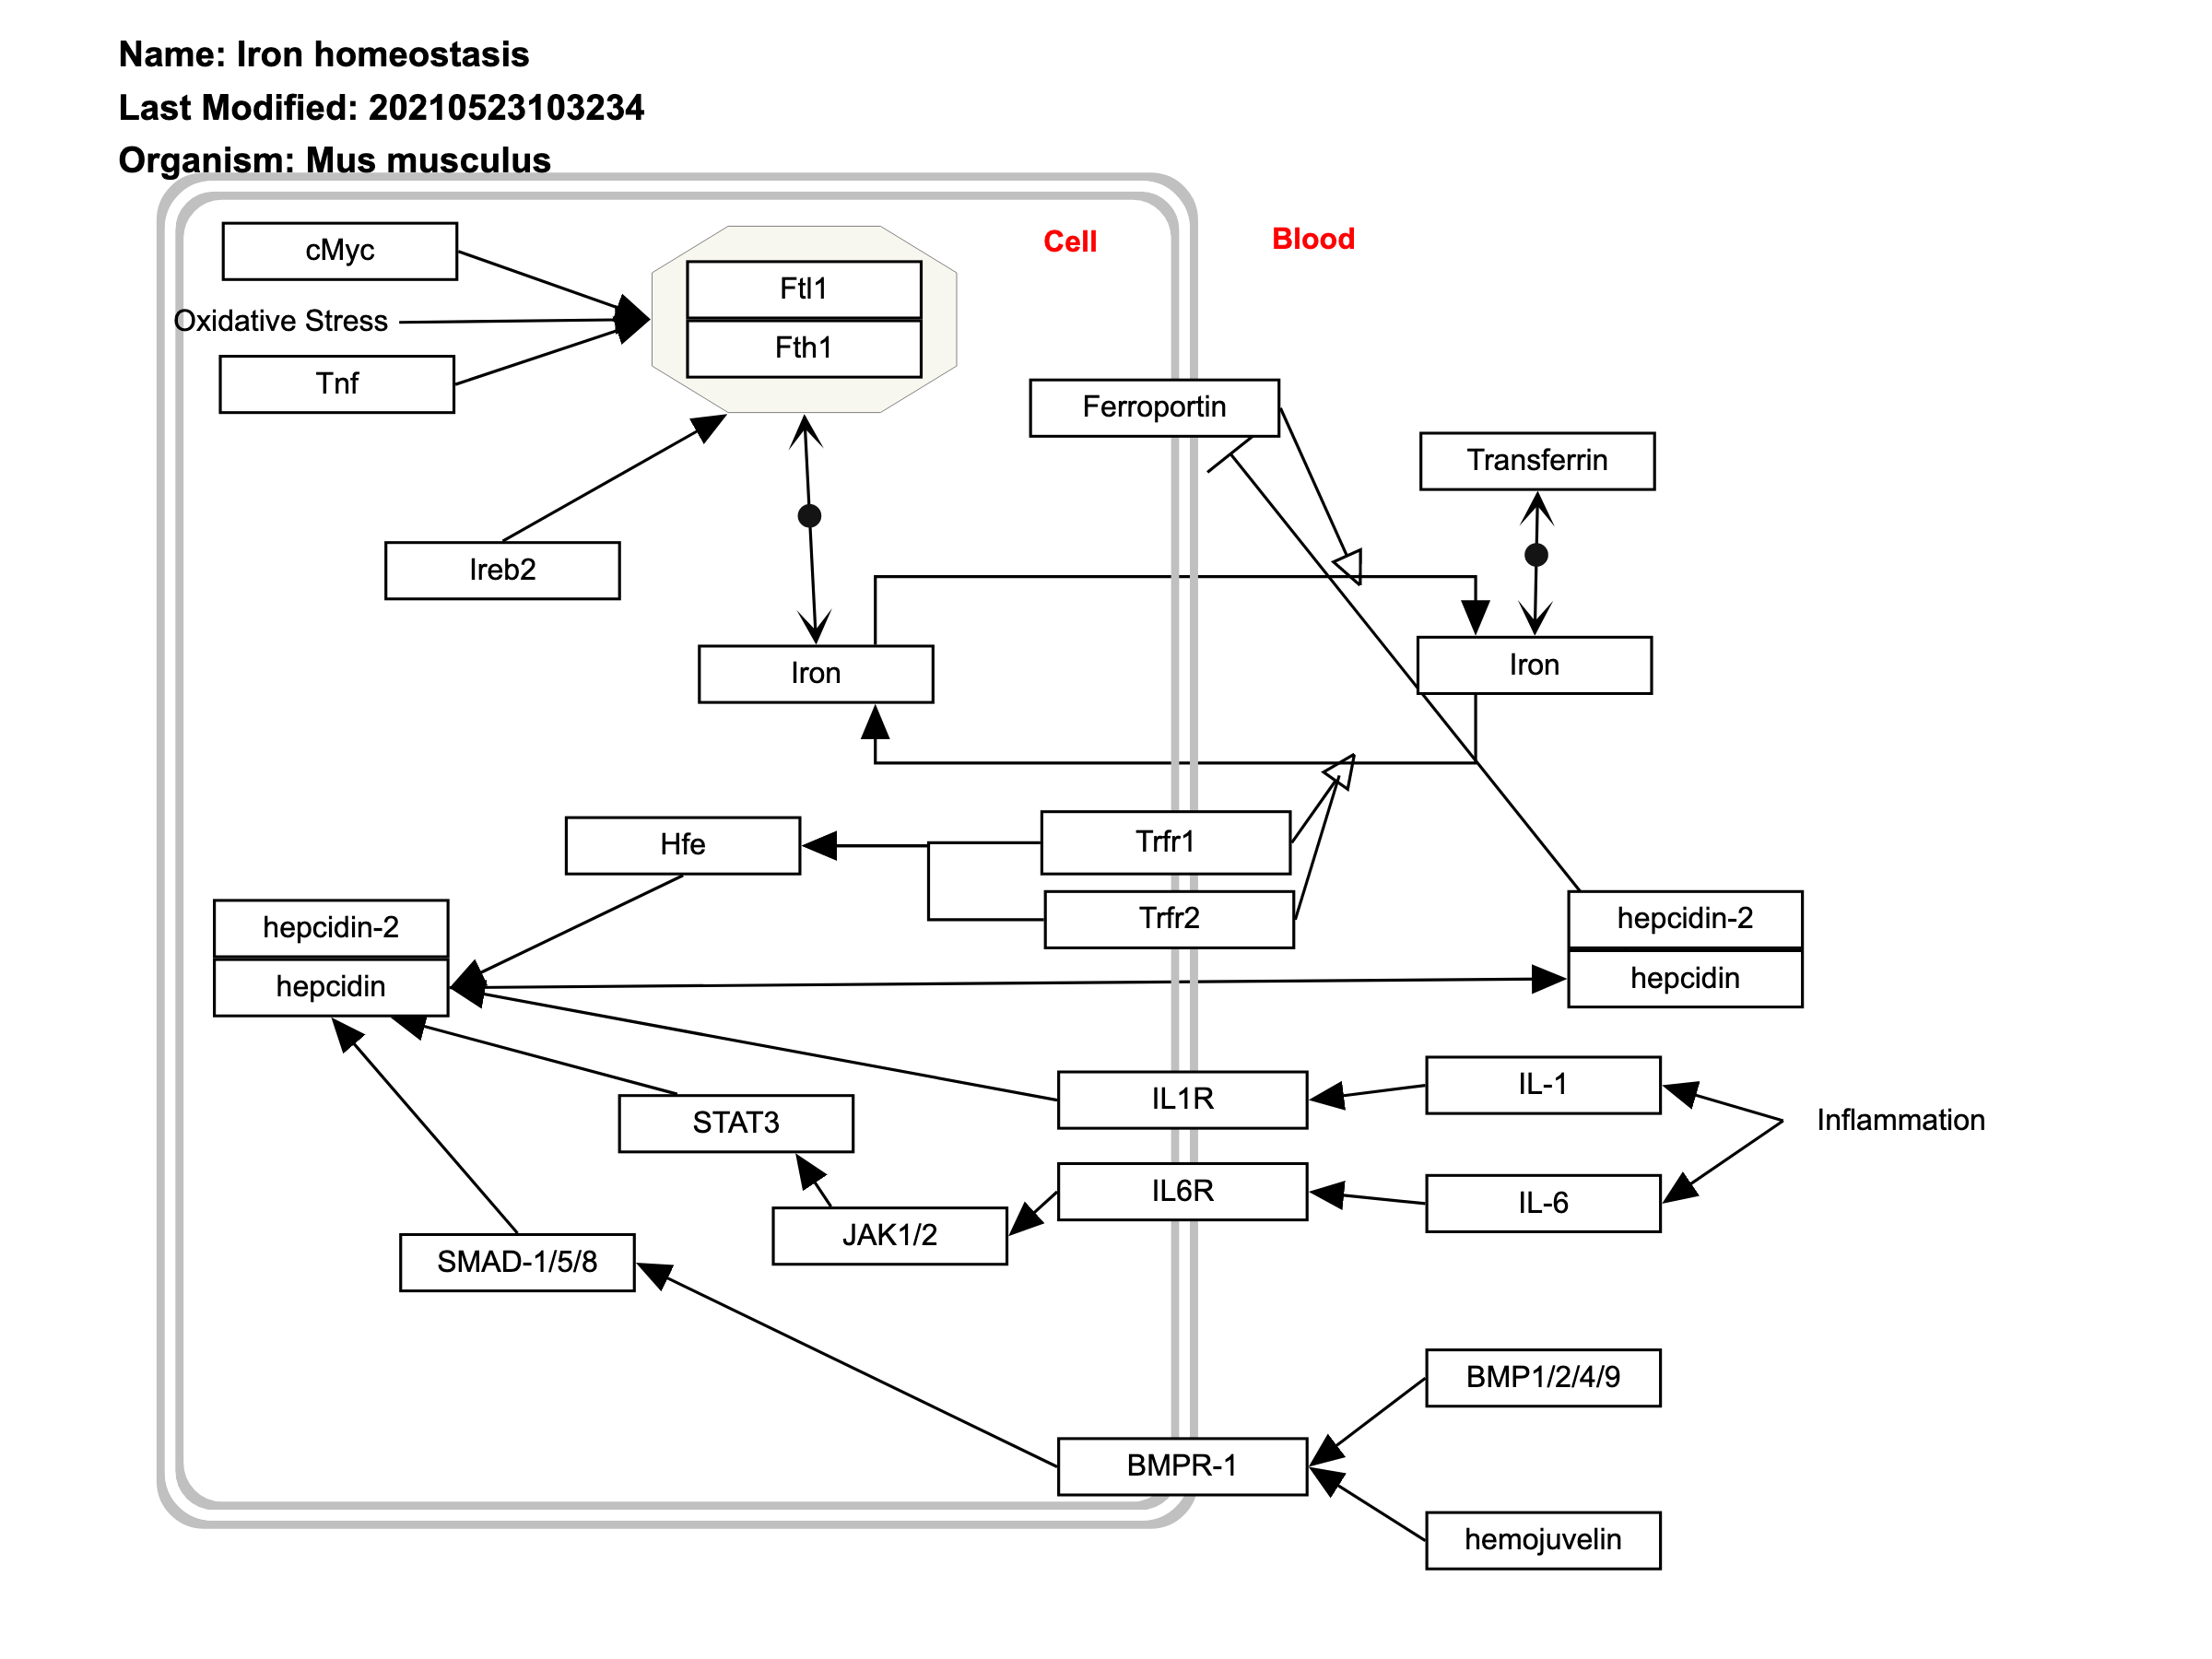 Name: Iron homeostasis
Last Modified: 20210523103234
Organism: Mus musculus
Cell
Blood
cMyc
Oxidative Stress
Tnf
Ftl1
Fth1
Ferroportin
Transferrin
Ireb2
Iron
Iron
Hfe
Trfr1
Trfr2
hepcidin-2
hepcidin
hepcidin-2
hepcidin
IL1R
IL-1
STAT3
Inflammation
IL6R
IL-6
JAK1/2
SMAD-1/5/8
BMP1/2/4/9
BMPR-1
hemojuvelin